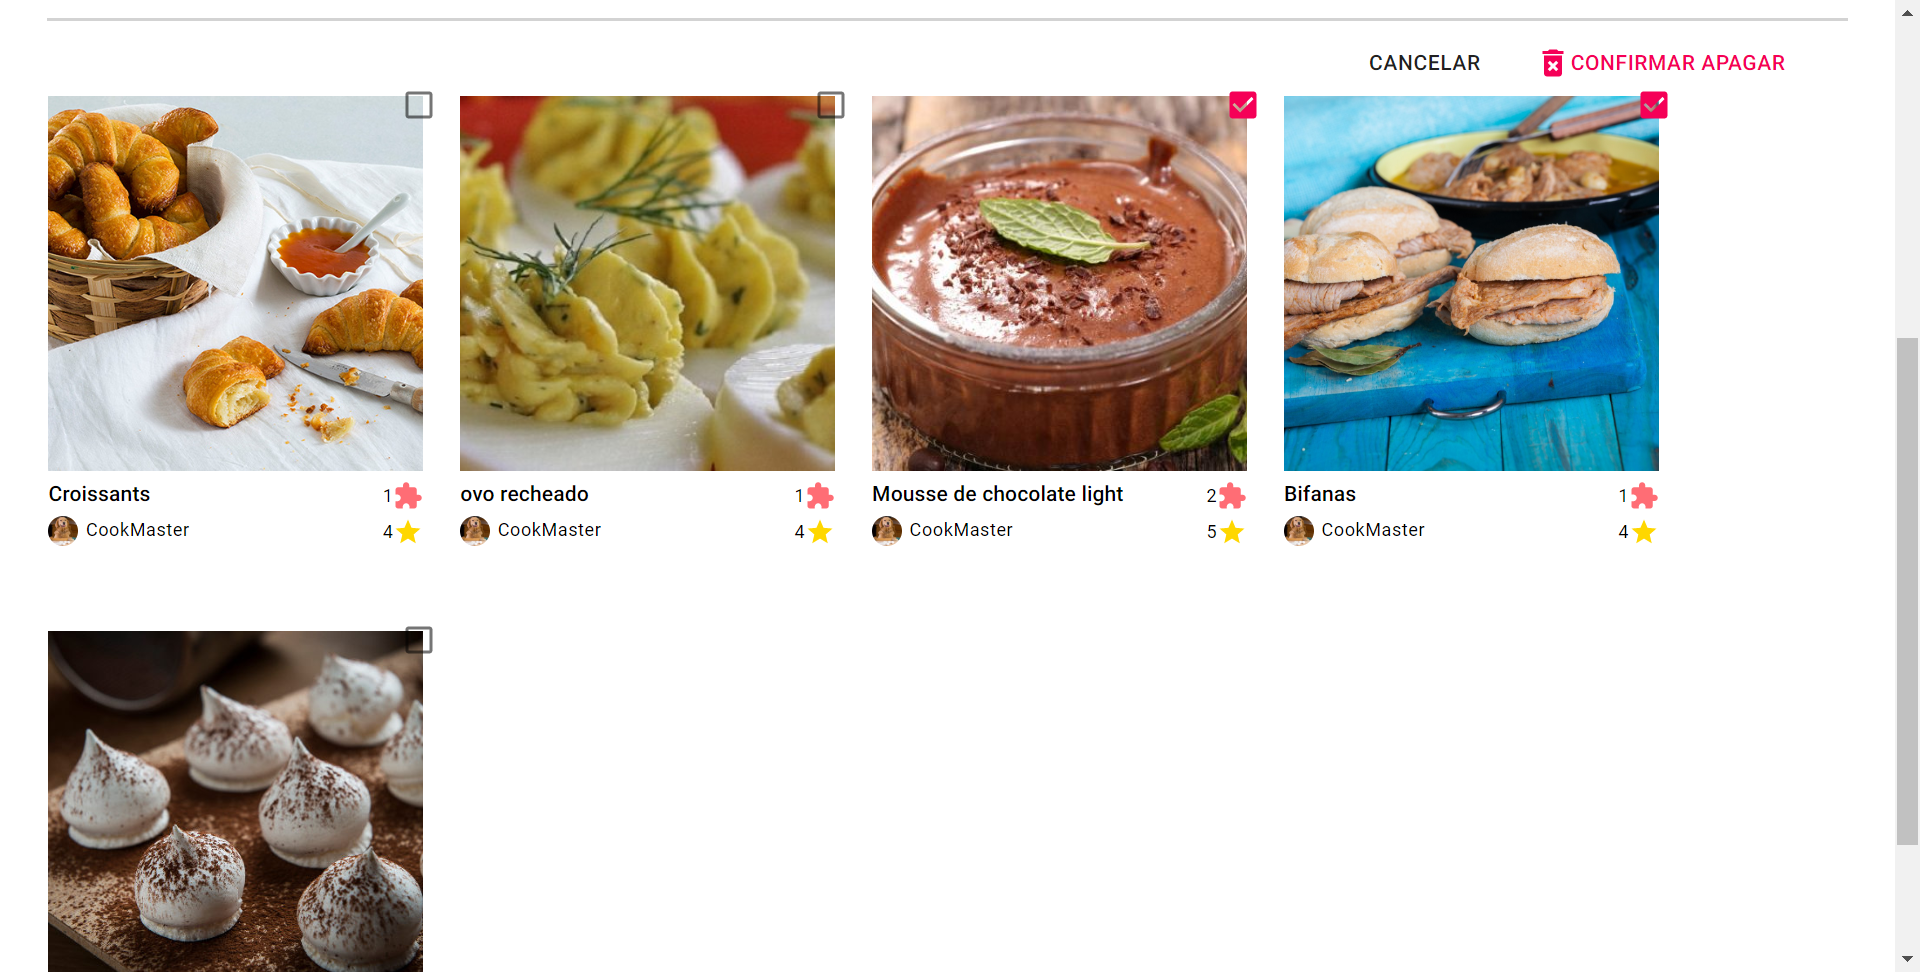 CANCELAR
CONFIRMAR APAGAR
Croissants 1
CookMaster 4
ovo recheado 1
CookMaster 4
Mousse de chocolate light 2
CookMaster 5
Bifanas 1
CookMaster 4